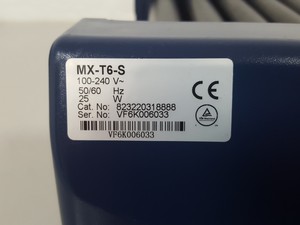 MX-T6-S
100-240 V~
50/60 Hz
25 W
Cat. No: 823220318888
Ser. No: VF6K006033
CE
VF6K006033